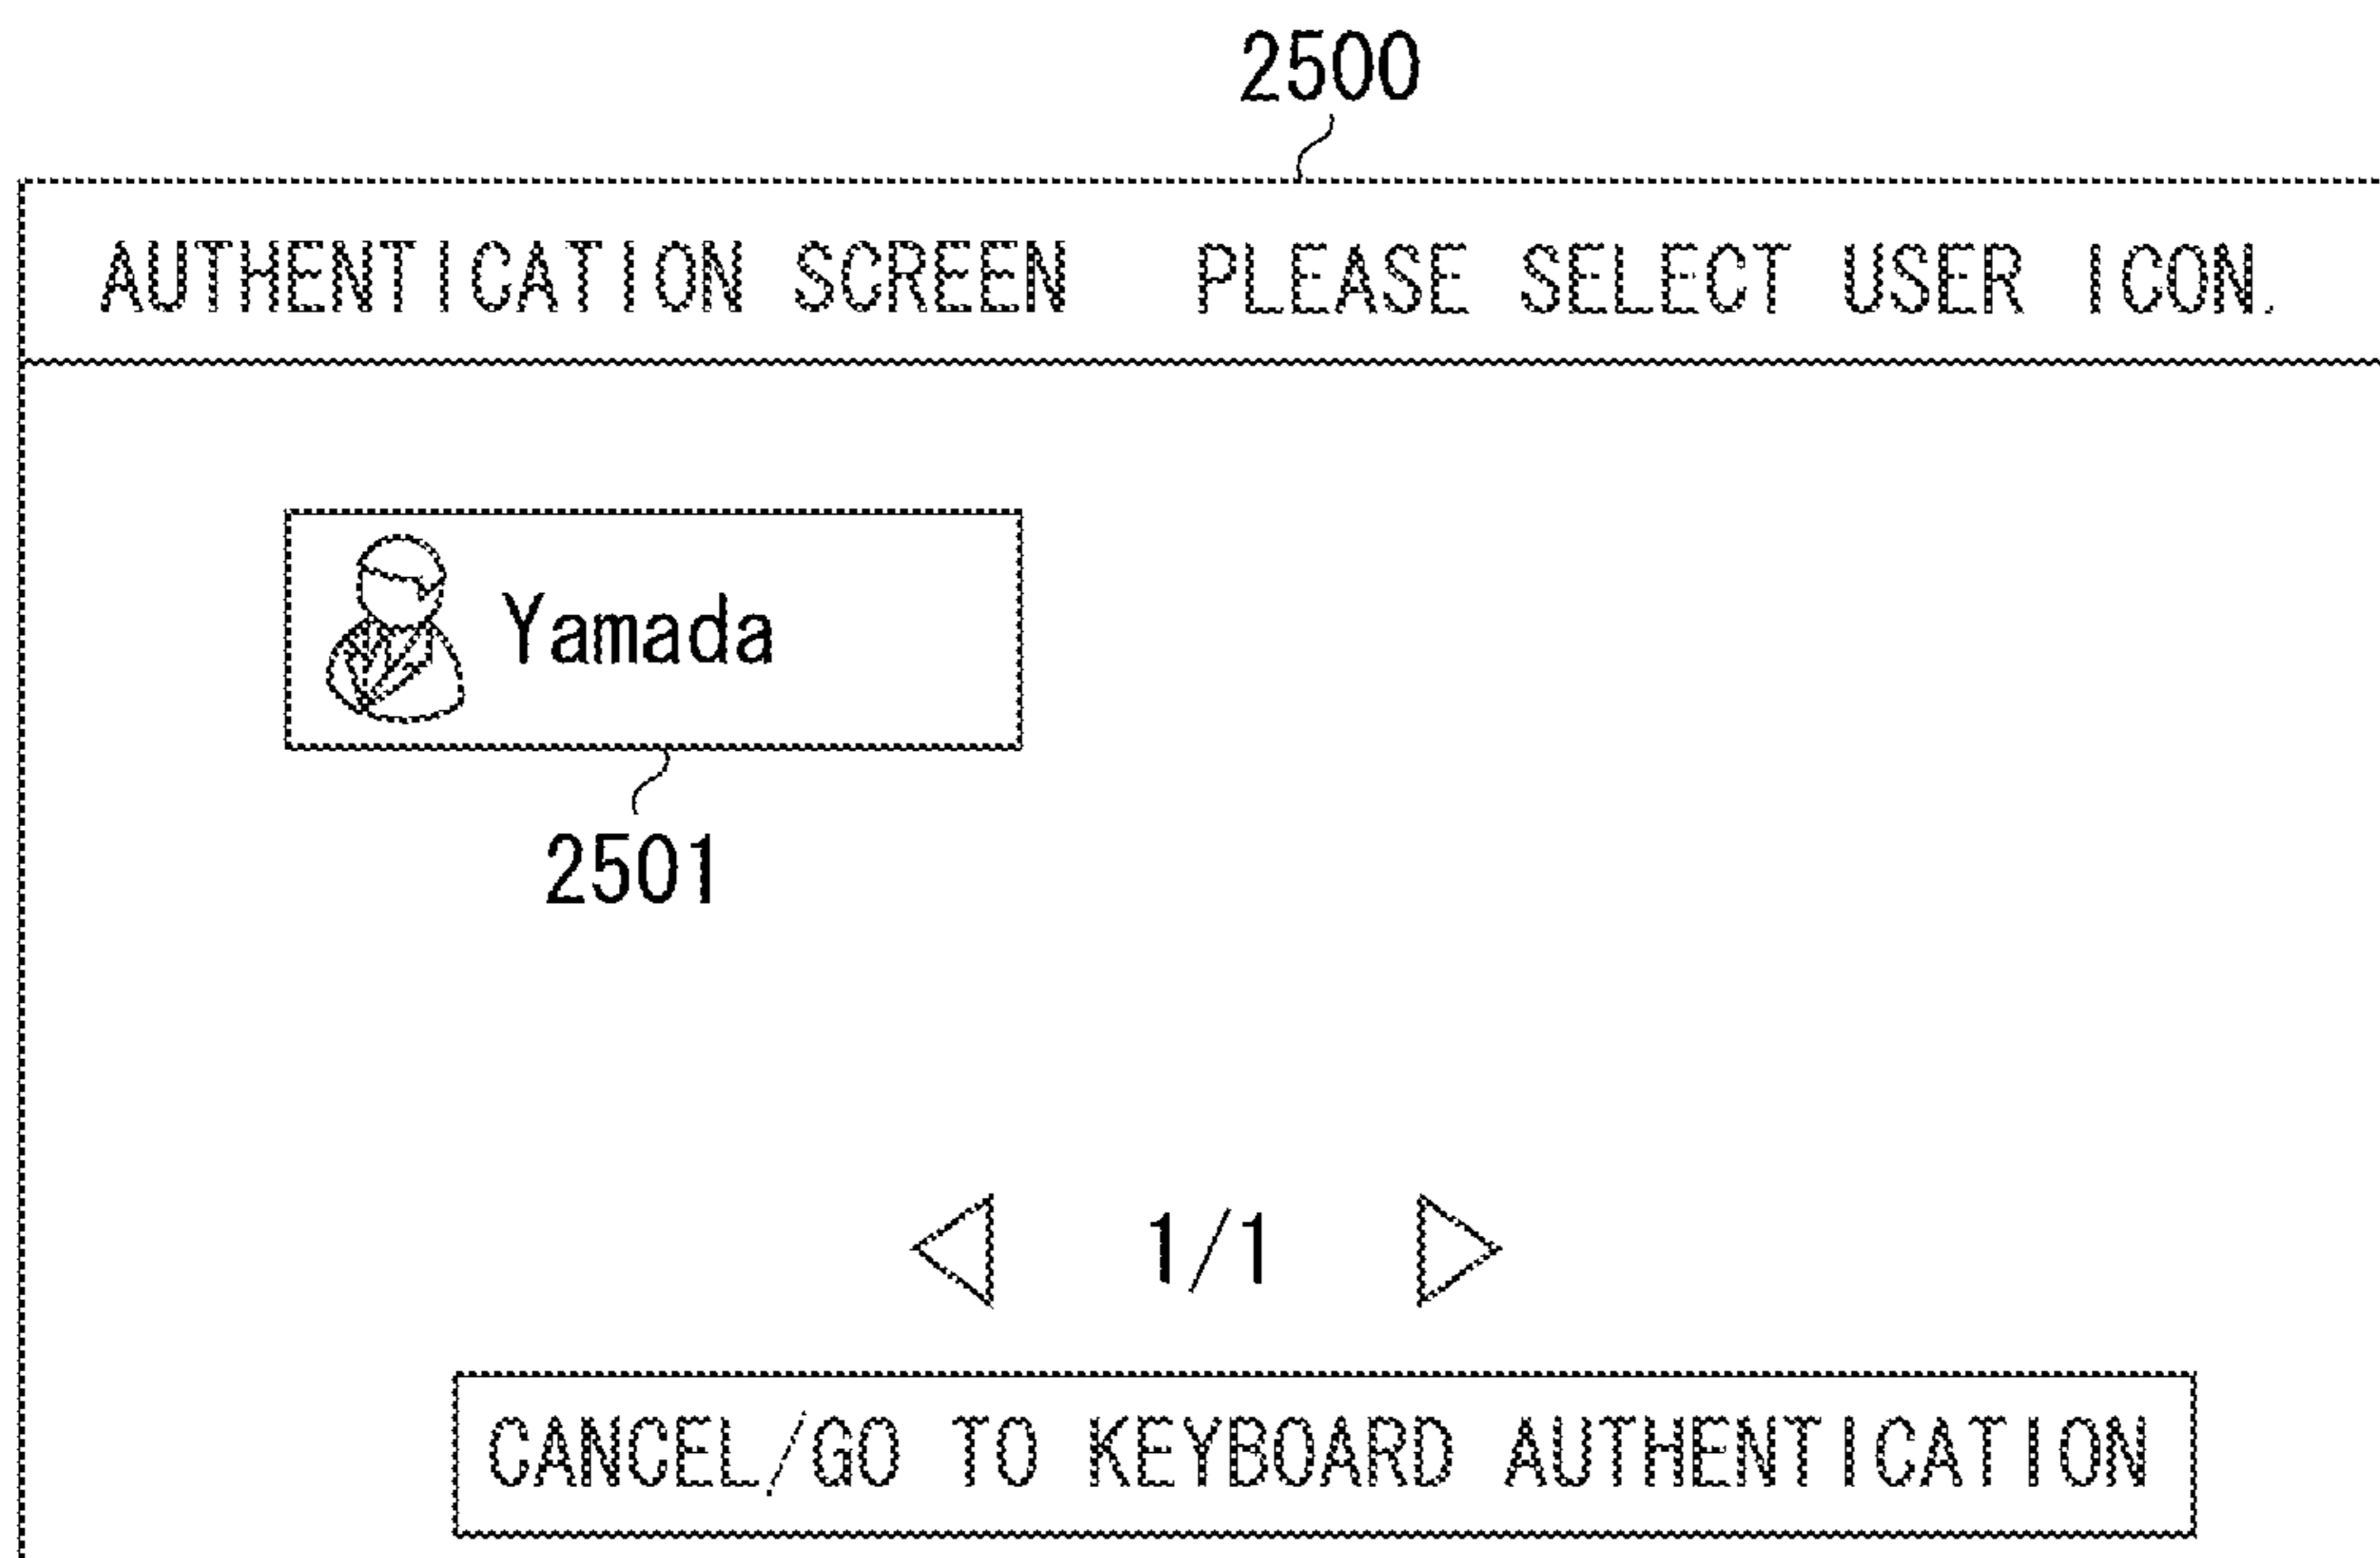 2500
AUTHENTICATION SCREEN PLEASE SELECT USER ICON.
Yamada
2501
1/1
CANCEL/GO TO KEYBOARD AUTHENTICATION